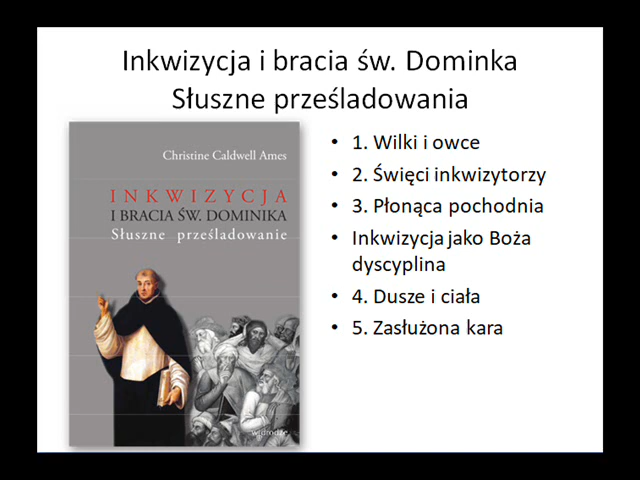 Inkwizycja i bracia św. Dominka
Słuszne prześladowania
Christine Caldwell Ames
INKWIZYCJA
I BRACIA ŚW. DOMINIKA
Słuszne prześladowanie
W drodze
• 1. Wilki i owce
• 2. Święci inkwizytorzy
• 3. Płonąca pochodnia
• Inkwizycja jako Boża
dyscyplina
• 4. Dusze i ciała
• 5. Zasłużona kara